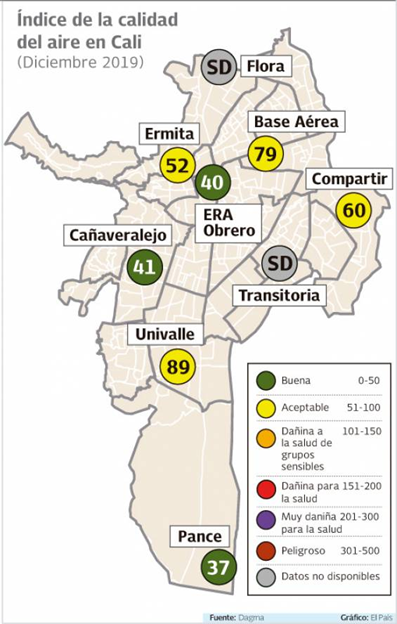 Índice de la calidad
del aire en Cali
(Diciembre 2019)
SD
Flora
Base Aérea
79
Ermita
52
40
ERA
Obrero
Compartir
60
Cañaveralejo
41
SD
Transitoria
Univalle
89
Pance
37
Buena 0-50
Aceptable 51-100
Dañina a 101-150
la salud de
grupos
sensibles
Dañina para 151-200
la salud
Muy daniña 201-300
para la salud
Peligroso 301-500
Datos no disponibles
Fuente: Dagma Gráfico: El País